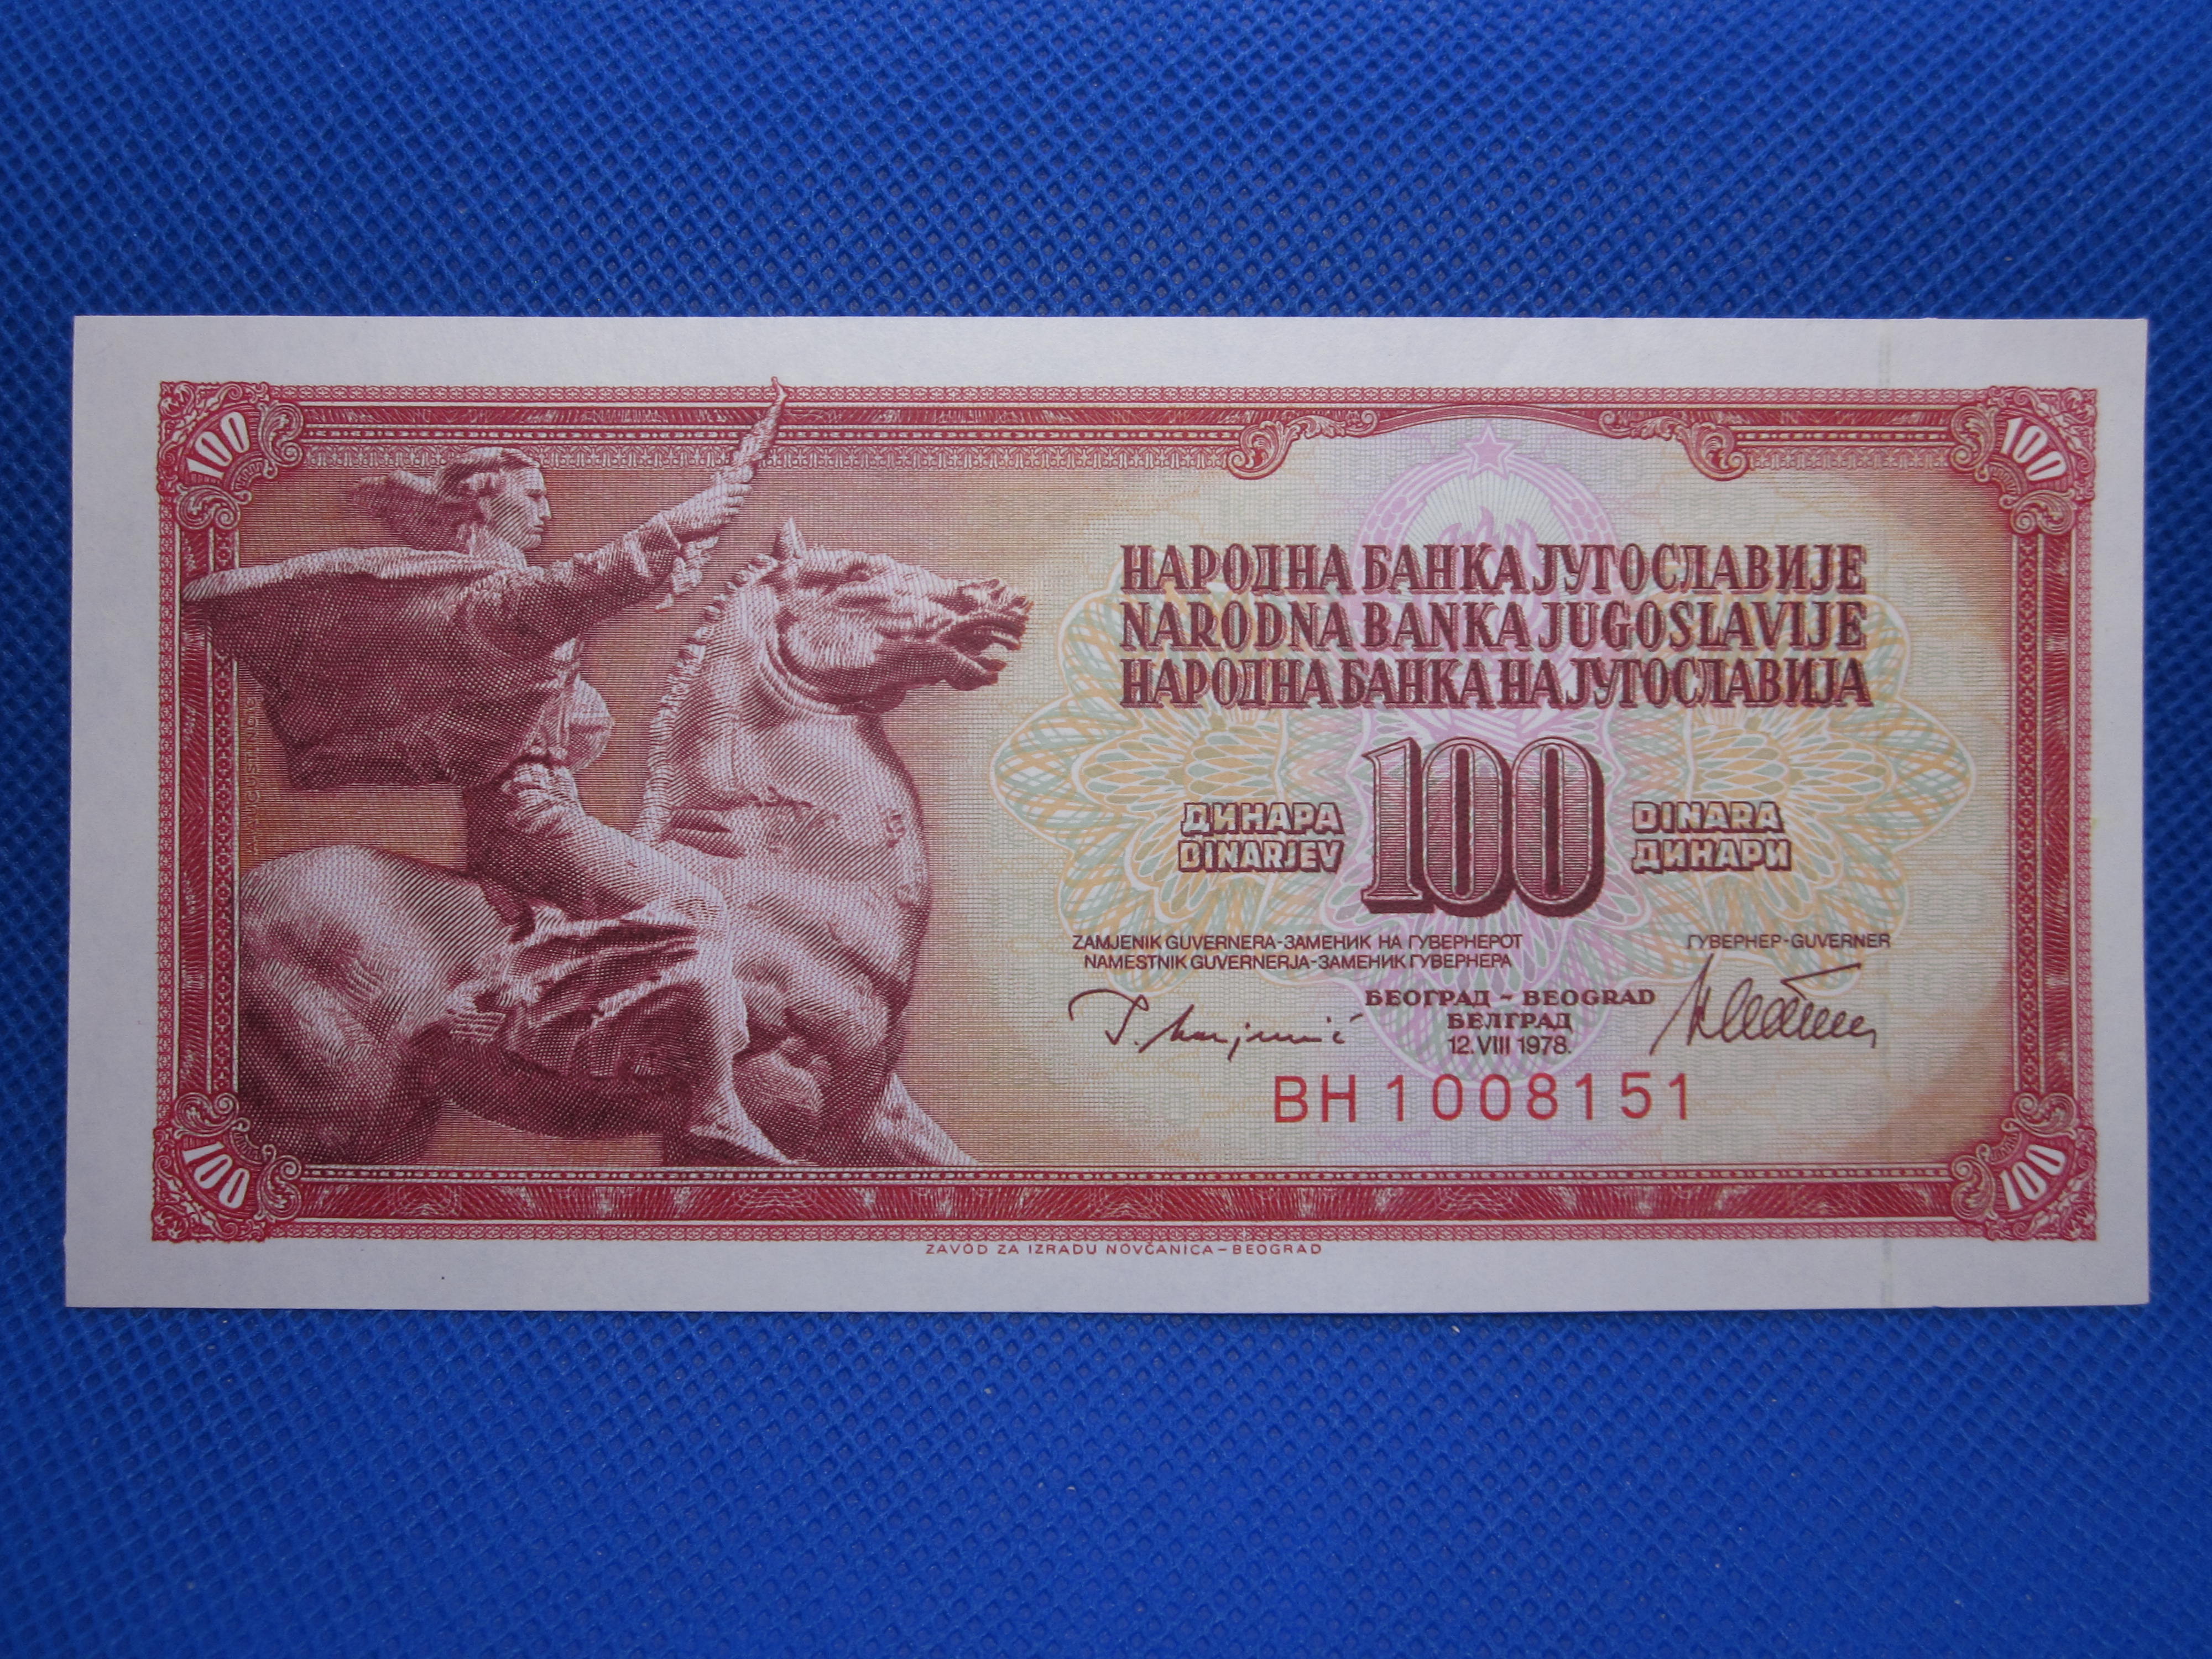 100
100
НАРОДНА БАНКА ЈУГОСЛАВИЈЕ
NARODNA BANKA JUGOSLAVIJE
НАРОДНА БАНКА НА ЈУГОСЛАВИЈА
ДИНАРА 100 DINARA
DINARJEV ДИНАРИ
ZAMJENIK GUVERNERA-ЗАМЕНИК НА ГУВЕРНЕРОТ ГУВЕРНЕР-GUVERNER
NAMESTNIK GUVERNERJA-ЗАМЕНИК ГУВЕРНЕРА
БЕОГРАД - BEOGRAD
БЕЛГРАД
12. VIII 1978.
BH 1008151
100
100
ZAVOD ZA IZRADU NOVČANICA-BEOGRAD